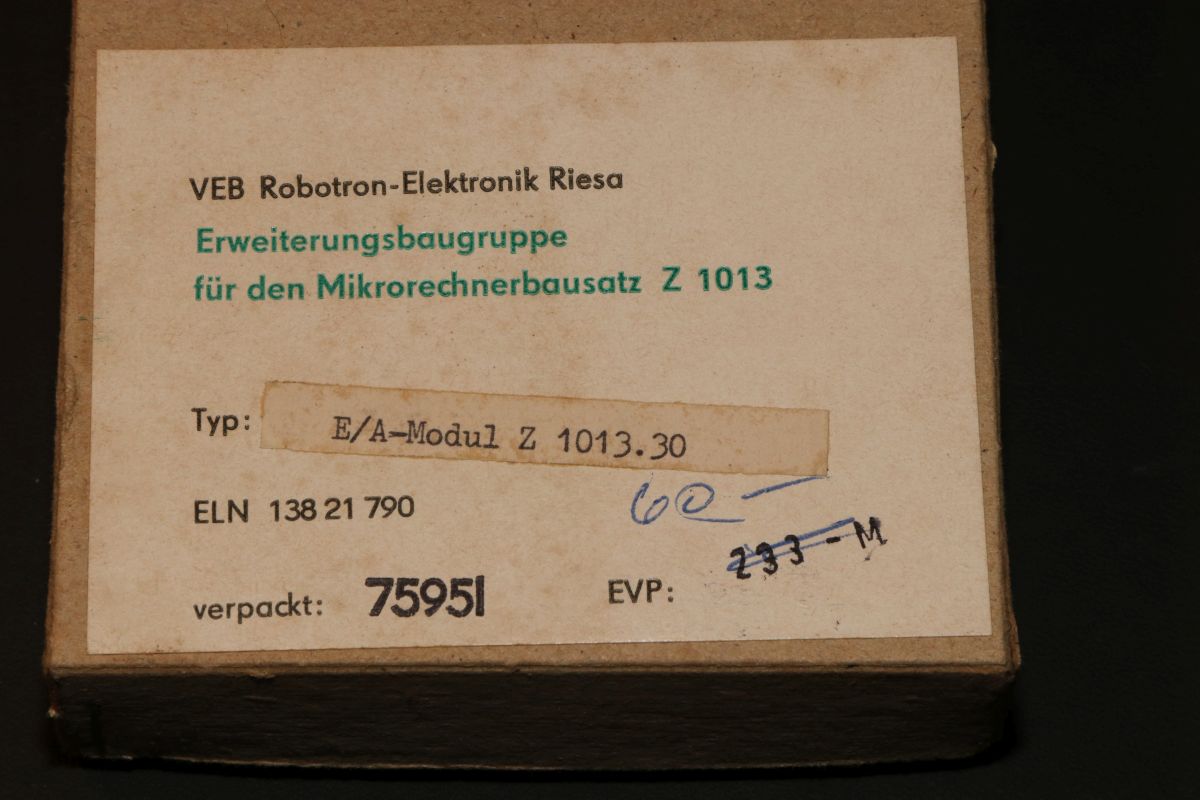 VEB Robotron-Elektronik Riesa
Erweiterungsbaugruppe
für den Mikrorechnerbausatz Z 1013
Typ: E/A-Modul Z 1013.30
ELN 138 21 790
60 –
233 - M
verpackt: 75951 EVP: